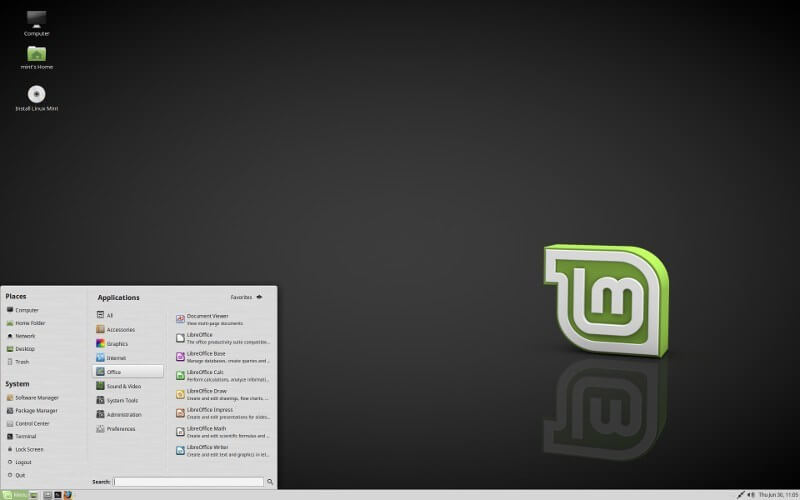 Computer
mint's Home
Install Linux Mint
lm
Places
Computer
Home Folder
Network
Desktop
Trash
System
Software Manager
Package Manager
Control Center
Terminal
Lock Screen
Logout
Quit
Applications
Favorites
All
Accessories
Graphics
Internet
Office
Sound & Video
System Tools
Administration
Preferences
Document Viewer
View multi-page documents
LibreOffice
The office productivity suite compatible...
LibreOffice Base
Manage databases, create queries and ...
LibreOffice Calc
Perform calculations, analyze informati...
LibreOffice Draw
Create and edit drawings, flow charts, ...
LibreOffice Impress
Create and edit presentations for slides...
LibreOffice Math
Create and edit scientific formulas and ...
LibreOffice Writer
Create and edit text and graphics in let...
Search:
Menu
Thu Jun 30, 11:05